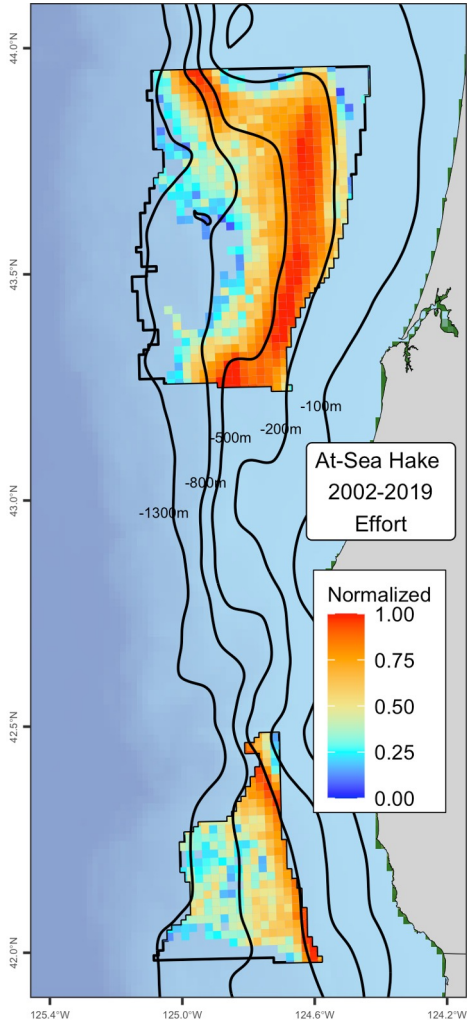 44.0°N
43.5°N
43.0°N
42.5°N
42.0°N
-100m
-200m
-500m
-800m
-1300m
At-Sea Hake
2002-2019
Effort
Normalized
1.00
0.75
0.50
0.25
0.00
125.4°W
125.0°W
124.6°W
124.2°W